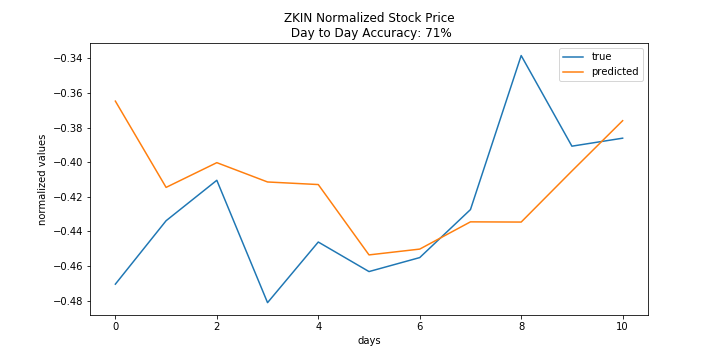 ZKIN Normalized Stock Price
Day to Day Accuracy: 71%
true
predicted
normalized values
−0.34
−0.36
−0.38
−0.40
−0.42
−0.44
−0.46
−0.48
0 2 4 6 8 10
days